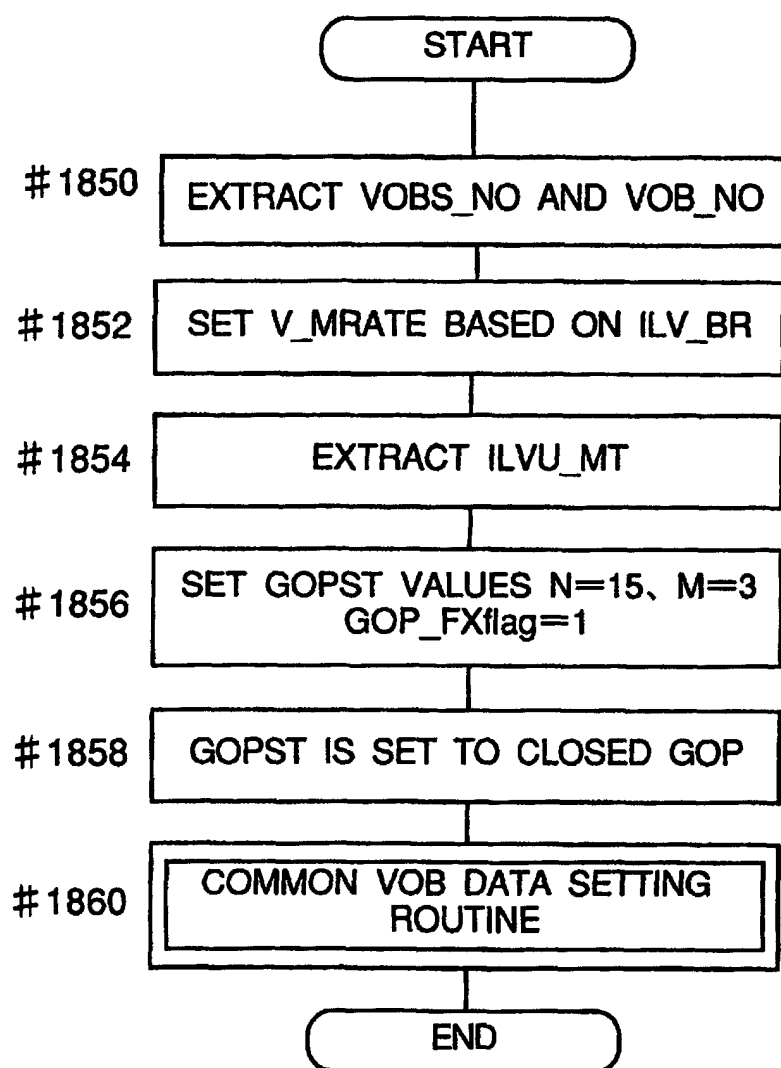 START
#1850
EXTRACT VOBS_NO AND VOB_NO
#1852
SET V_MRATE BASED ON ILV_BR
#1854
EXTRACT ILVU_MT
#1856
SET GOPST VALUES N=15、M=3
GOP_FXflag=1
#1858
GOPST IS SET TO CLOSED GOP
#1860
COMMON VOB DATA SETTING
ROUTINE
END